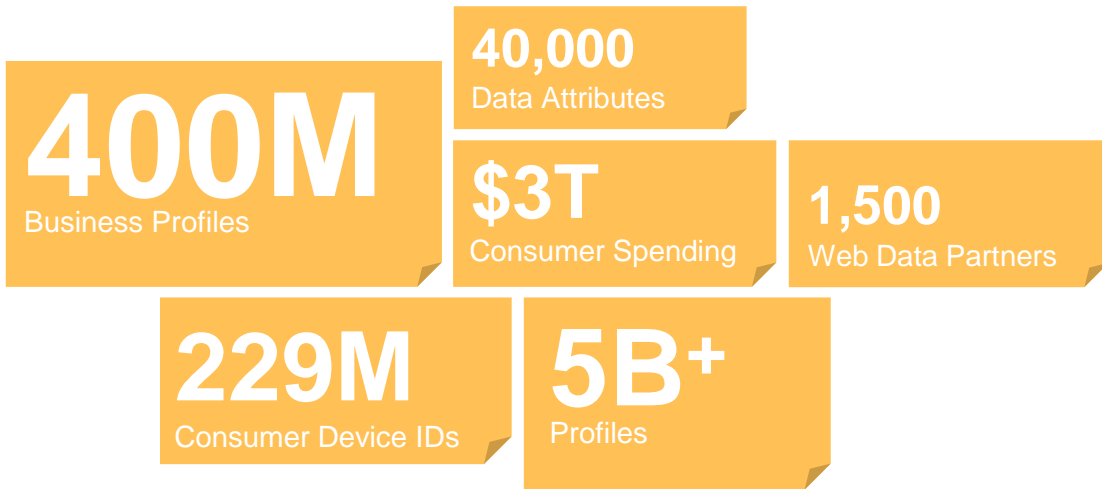 40,000
Data Attributes
400M
Business Profiles
$3T
Consumer Spending
1,500
Web Data Partners
229M
Consumer Device IDs
5B+
Profiles